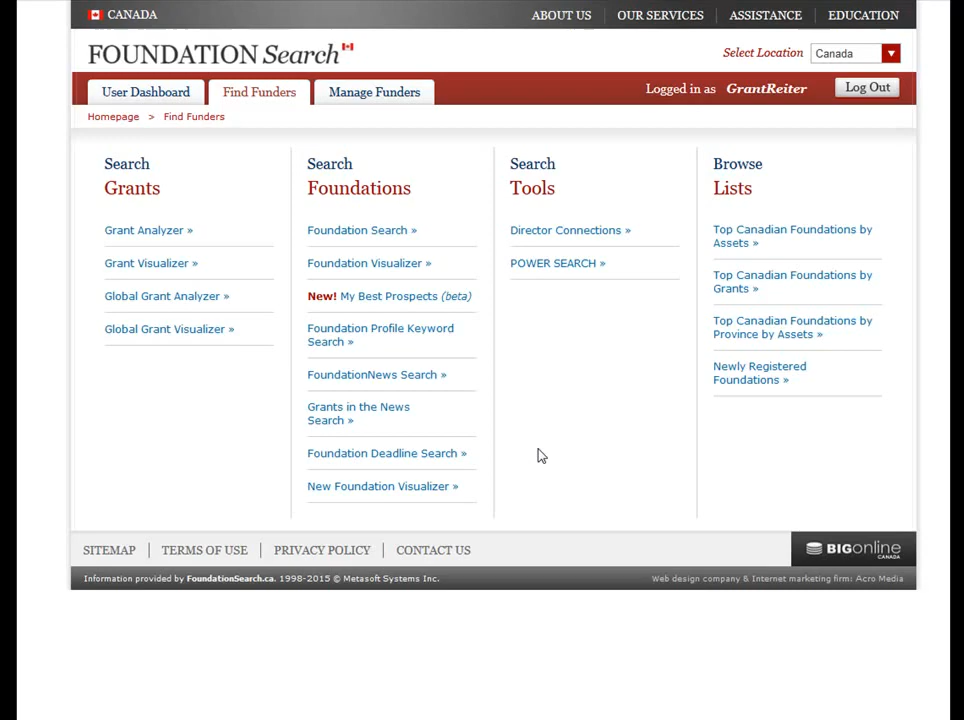 CANADA
ABOUT US
OUR SERVICES
ASSISTANCE
EDUCATION
FOUNDATION Search
Select Location
Canada
User Dashboard
Find Funders
Manage Funders
Logged in as GrantReiter
Log Out
Homepage > Find Funders
Search
Grants
Grant Analyzer »
Grant Visualizer »
Global Grant Analyzer »
Global Grant Visualizer »
Search
Foundations
Foundation Search »
Foundation Visualizer »
New! My Best Prospects (beta)
Foundation Profile Keyword
Search »
FoundationNews Search »
Grants in the News
Search »
Foundation Deadline Search »
New Foundation Visualizer »
Search
Tools
Director Connections »
POWER SEARCH »
Browse
Lists
Top Canadian Foundations by
Assets »
Top Canadian Foundations by
Grants »
Top Canadian Foundations by
Province by Assets »
Newly Registered
Foundations »
SITEMAP
TERMS OF USE
PRIVACY POLICY
CONTACT US
BIGonline
CANADA
Information provided by FoundationSearch.ca. 1998-2015 © Metasoft Systems Inc.
Web design company & Internet marketing firm: Acro Media